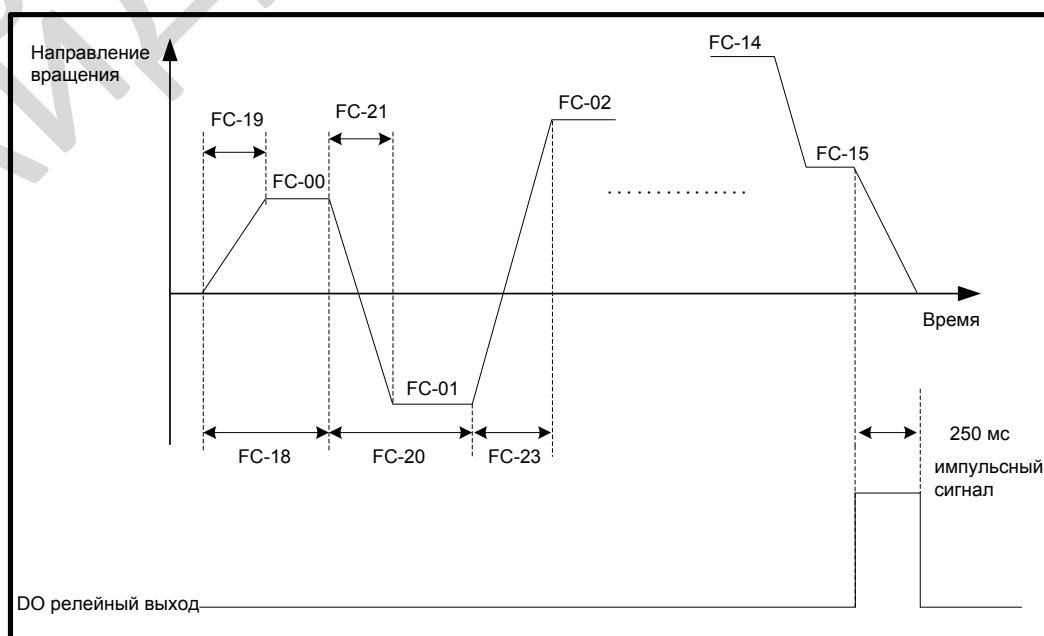 Направление
вращения
FC-14
FC-02
FC-21
FC-19
FC-15
FC-00
Время
FC-01
FC-18
FC-20
FC-23
250 мс
импульсный
сигнал
DO релейный выход